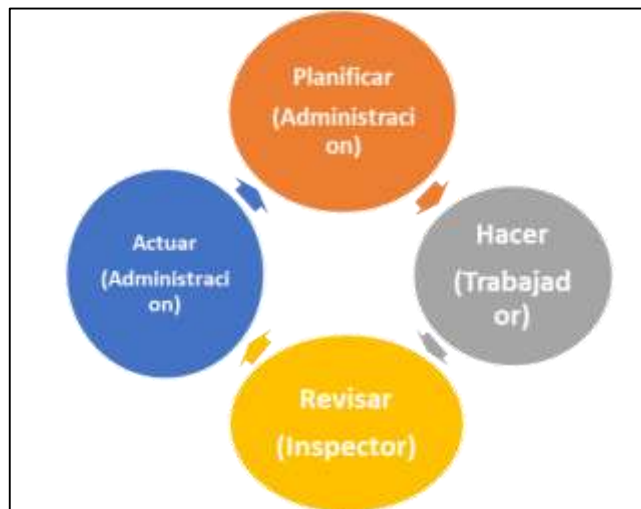 Planificar
(Administraci
on)
Hacer
(Trabajad
or)
Revisar
(Inspector)
Actuar
(Administraci
on)